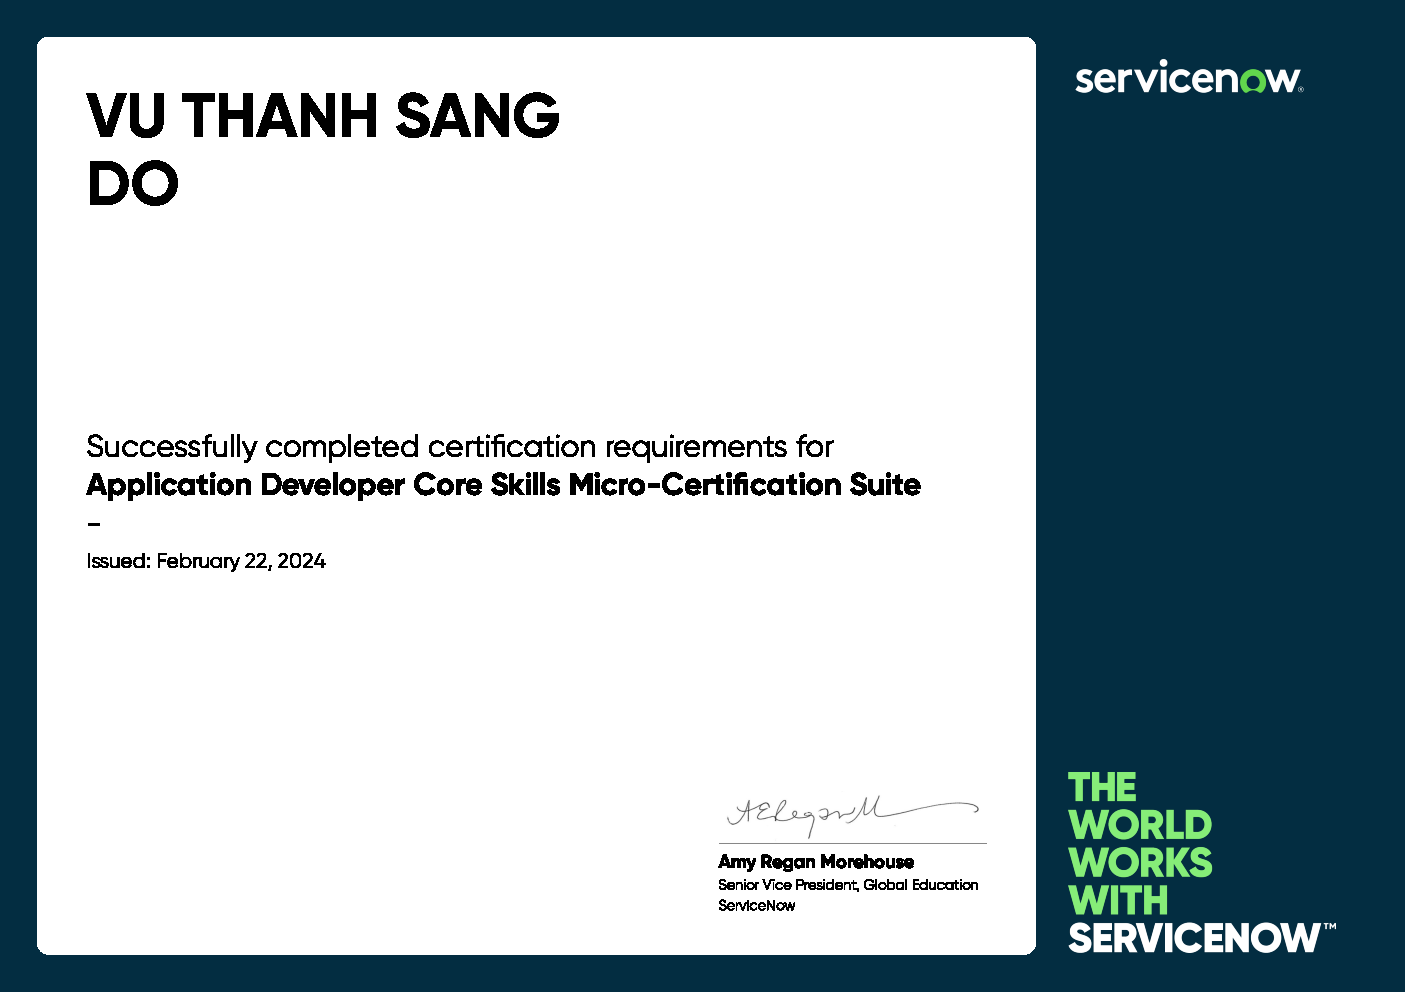 VU THANH SANG
DO
servicenow®
Successfully completed certification requirements for
Application Developer Core Skills Micro-Certification Suite
–
Issued: February 22, 2024
Amy Regan Morehouse
Senior Vice President, Global Education
ServiceNow
THE
WORLD
WORKS
WITH
SERVICENOW™